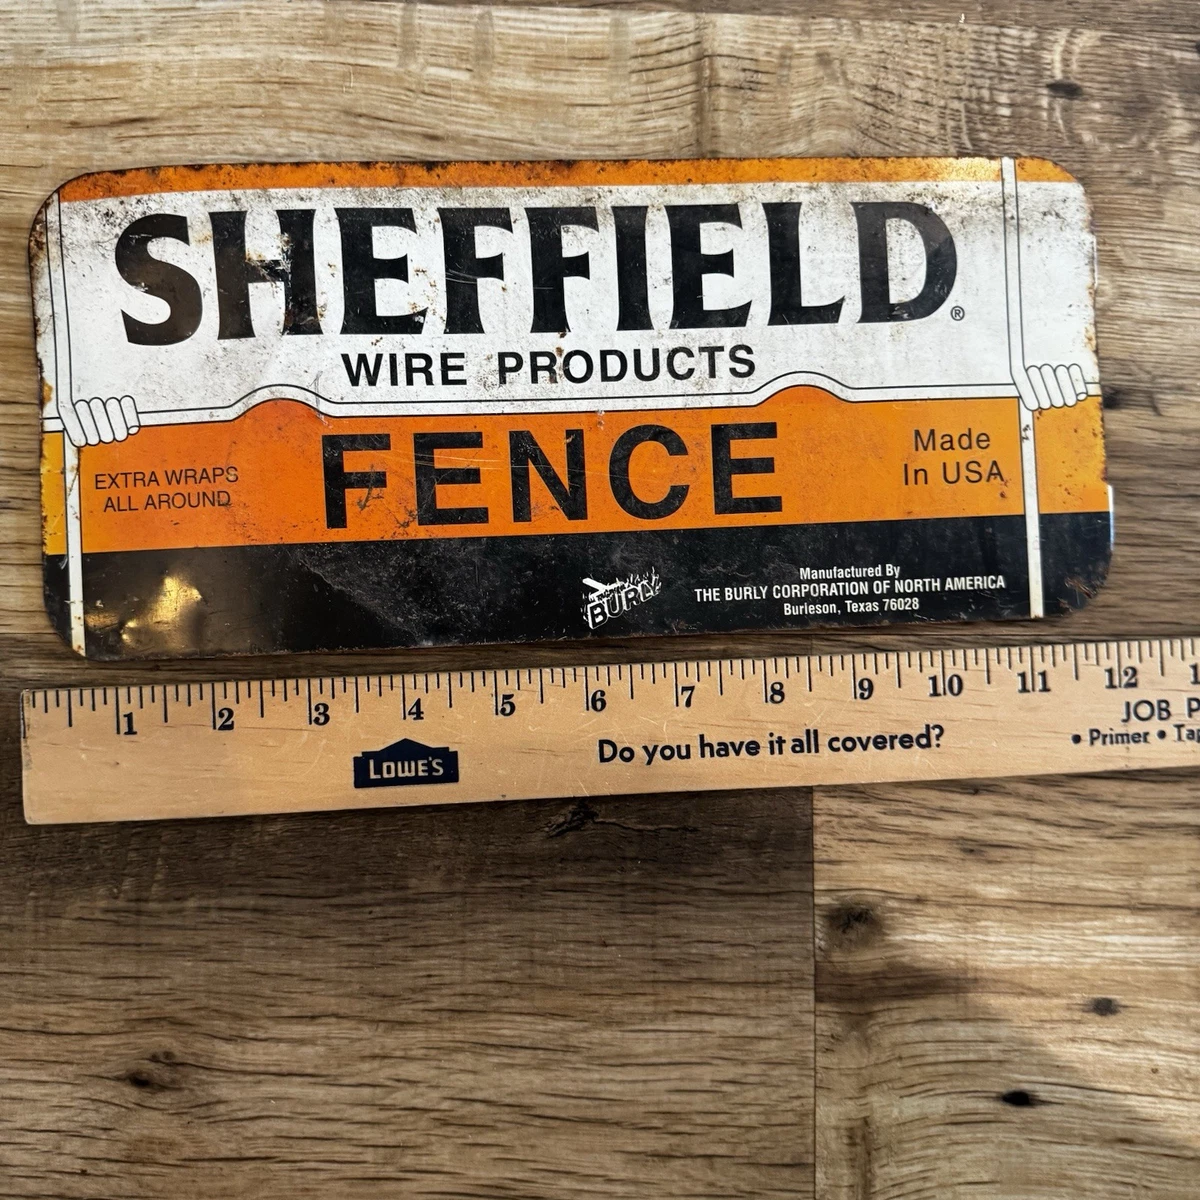 SHEFFIELD®
WIRE PRODUCTS
FENCE
EXTRA WRAPS
ALL AROUND
Made
In USA
BURLY
Manufactured By
THE BURLY CORPORATION OF NORTH AMERICA
Burleson, Texas 76028
1 2 3 4 5 6 7 8 9 10 11 12 1
LOWE'S
Do you have it all covered?
JOB P
• Primer • Tap